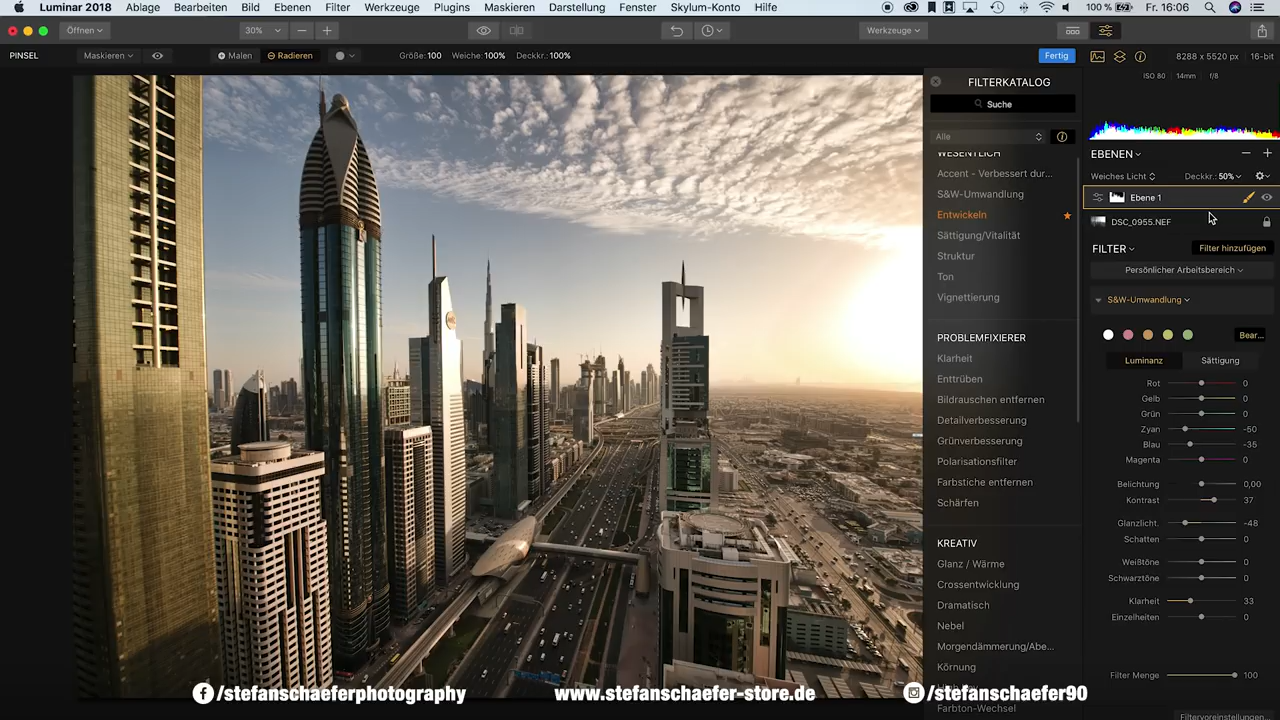 Luminar 2018 Ablage Bearbeiten Bild Ebenen Filter Werkzeuge Plugins Maskieren Darstellung Fenster Skylum-Konto Hilfe 100 % Fr. 16:06
Öffnen 30% Werkzeuge
PINSEL Maskieren Malen Radieren Größe: 100 Weiche: 100% Deckkr.: 100% Fertig 8288 x 5520 px 16-bit
ISO 80 14mm f/8
FILTERKATALOG
Suche
Alle
WESENTLICH
Accent - Verbessert dur...
S&W-Umwandlung
Entwickeln
Sättigung/Vitalität
Struktur
Ton
Vignettierung
PROBLEMFIXIERER
Klarheit
Enttrüben
Bildrauschen entfernen
Detailverbesserung
Grünverbesserung
Polarisationsfilter
Farbstiche entfernen
Schärfen
KREATIV
Glanz / Wärme
Crossentwicklung
Dramatisch
Nebel
Morgendämmerung/Abe...
Körnung
Farbton-Wechsel
EBENEN
Weiches Licht Deckkr.: 50%
Ebene 1
DSC_0955.NEF
FILTER Filter hinzufügen
Persönlicher Arbeitsbereich
S&W-Umwandlung
Bear...
Luminanz Sättigung
Rot 0
Gelb 0
Grün 0
Zyan -50
Blau -35
Magenta 0
Belichtung 0,00
Kontrast 37
Glanzlicht. -48
Schatten 0
Weißtöne 0
Schwarztöne 0
Klarheit 33
Einzelheiten 0
Filter Menge 100
Filtervoreinstellungen...
/stefanschaeferphotography www.stefanschaefer-store.de /stefanschaefer90